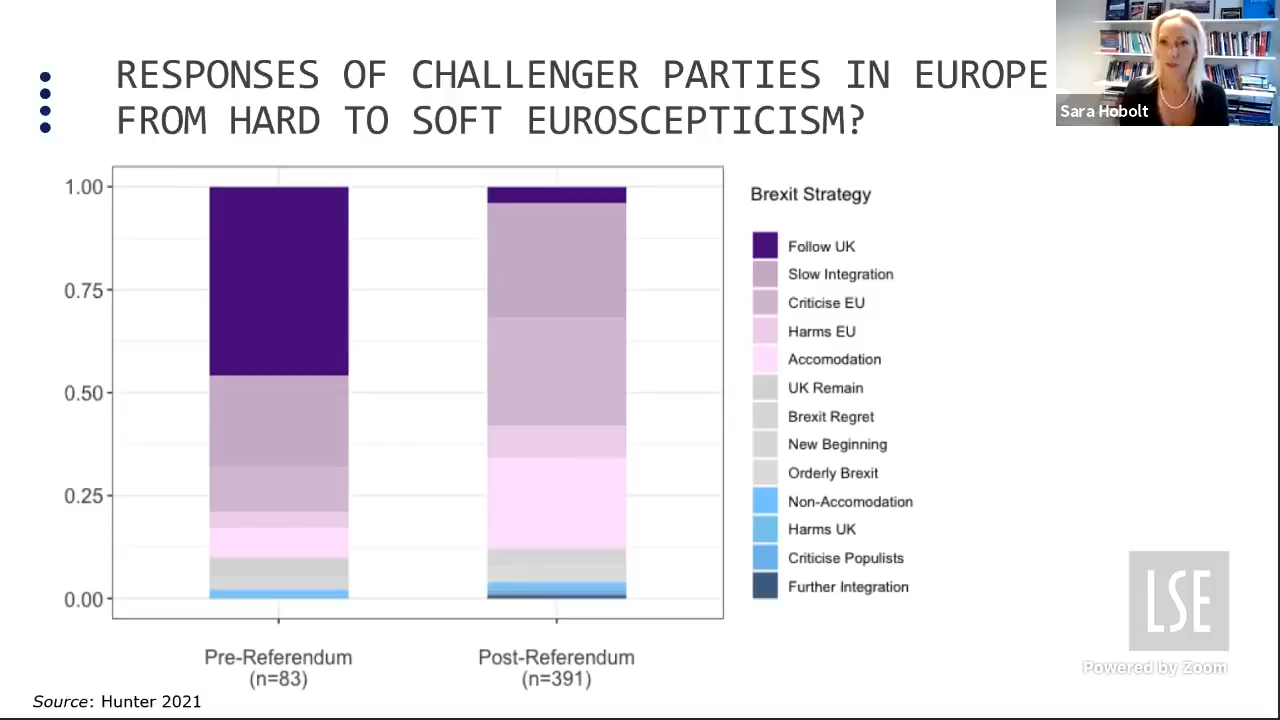 RESPONSES OF CHALLENGER PARTIES IN EUROPE
FROM HARD TO SOFT EUROSCEPTICISM?
Sara Hobolt
1.00
0.75
0.50
0.25
0.00
Pre-Referendum
(n=83)
Post-Referendum
(n=391)
Brexit Strategy
Follow UK
Slow Integration
Criticise EU
Harms EU
Accomodation
UK Remain
Brexit Regret
New Beginning
Orderly Brexit
Non-Accomodation
Harms UK
Criticise Populists
Further Integration
LSE
Powered by Zoom
Source: Hunter 2021